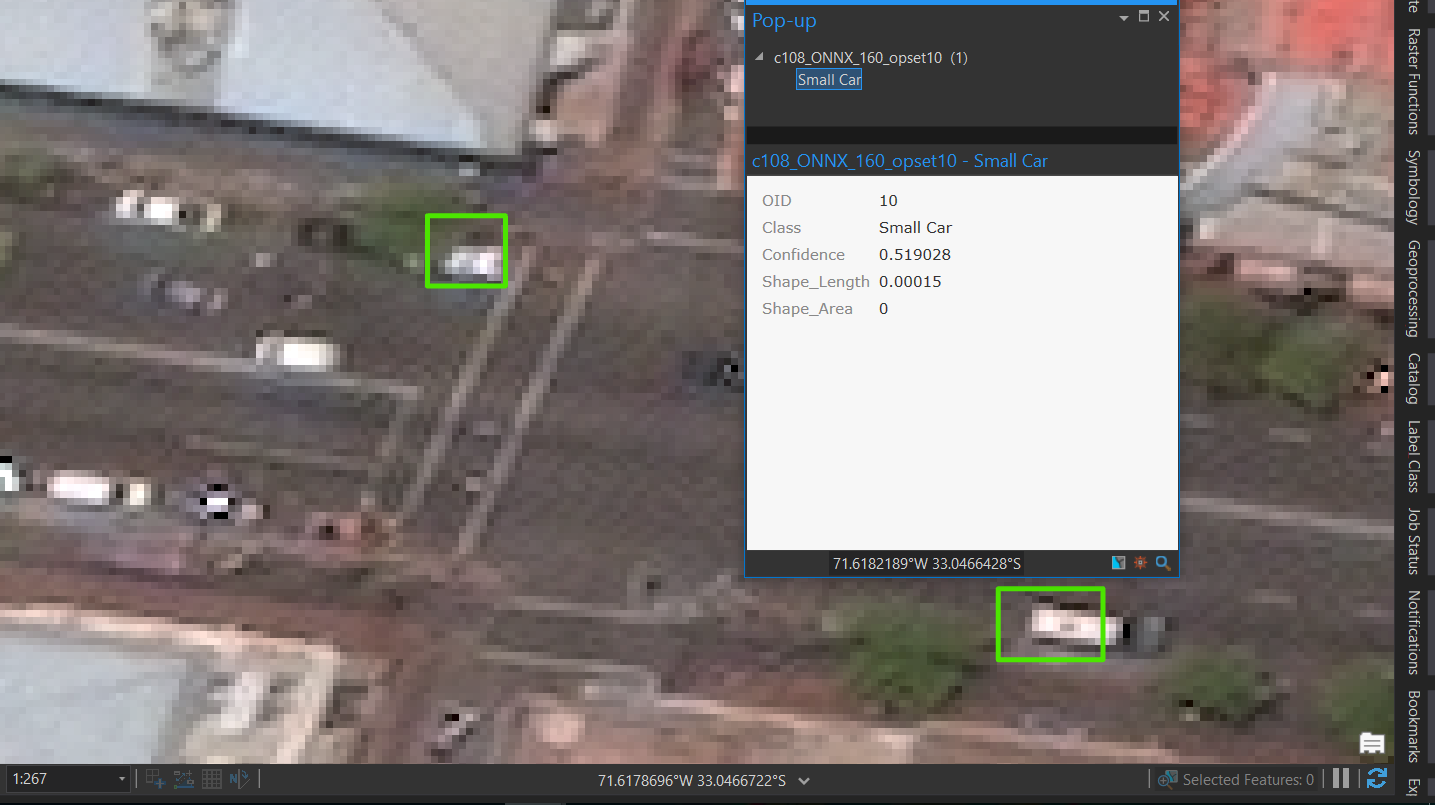 Pop-up
c108_ONNX_160_opset10 (1)
Small Car
c108_ONNX_160_opset10 - Small Car
OID 10
Class Small Car
Confidence 0.519028
Shape_Length 0.00015
Shape_Area 0
71.6182189°W 33.0466428°S
te
Raster Functions
Symbology
Geoprocessing
Catalog
Label Class
Job Status
Notifications
Bookmarks
Exp
1:267
N
71.6178696°W 33.0466722°S
Selected Features: 0